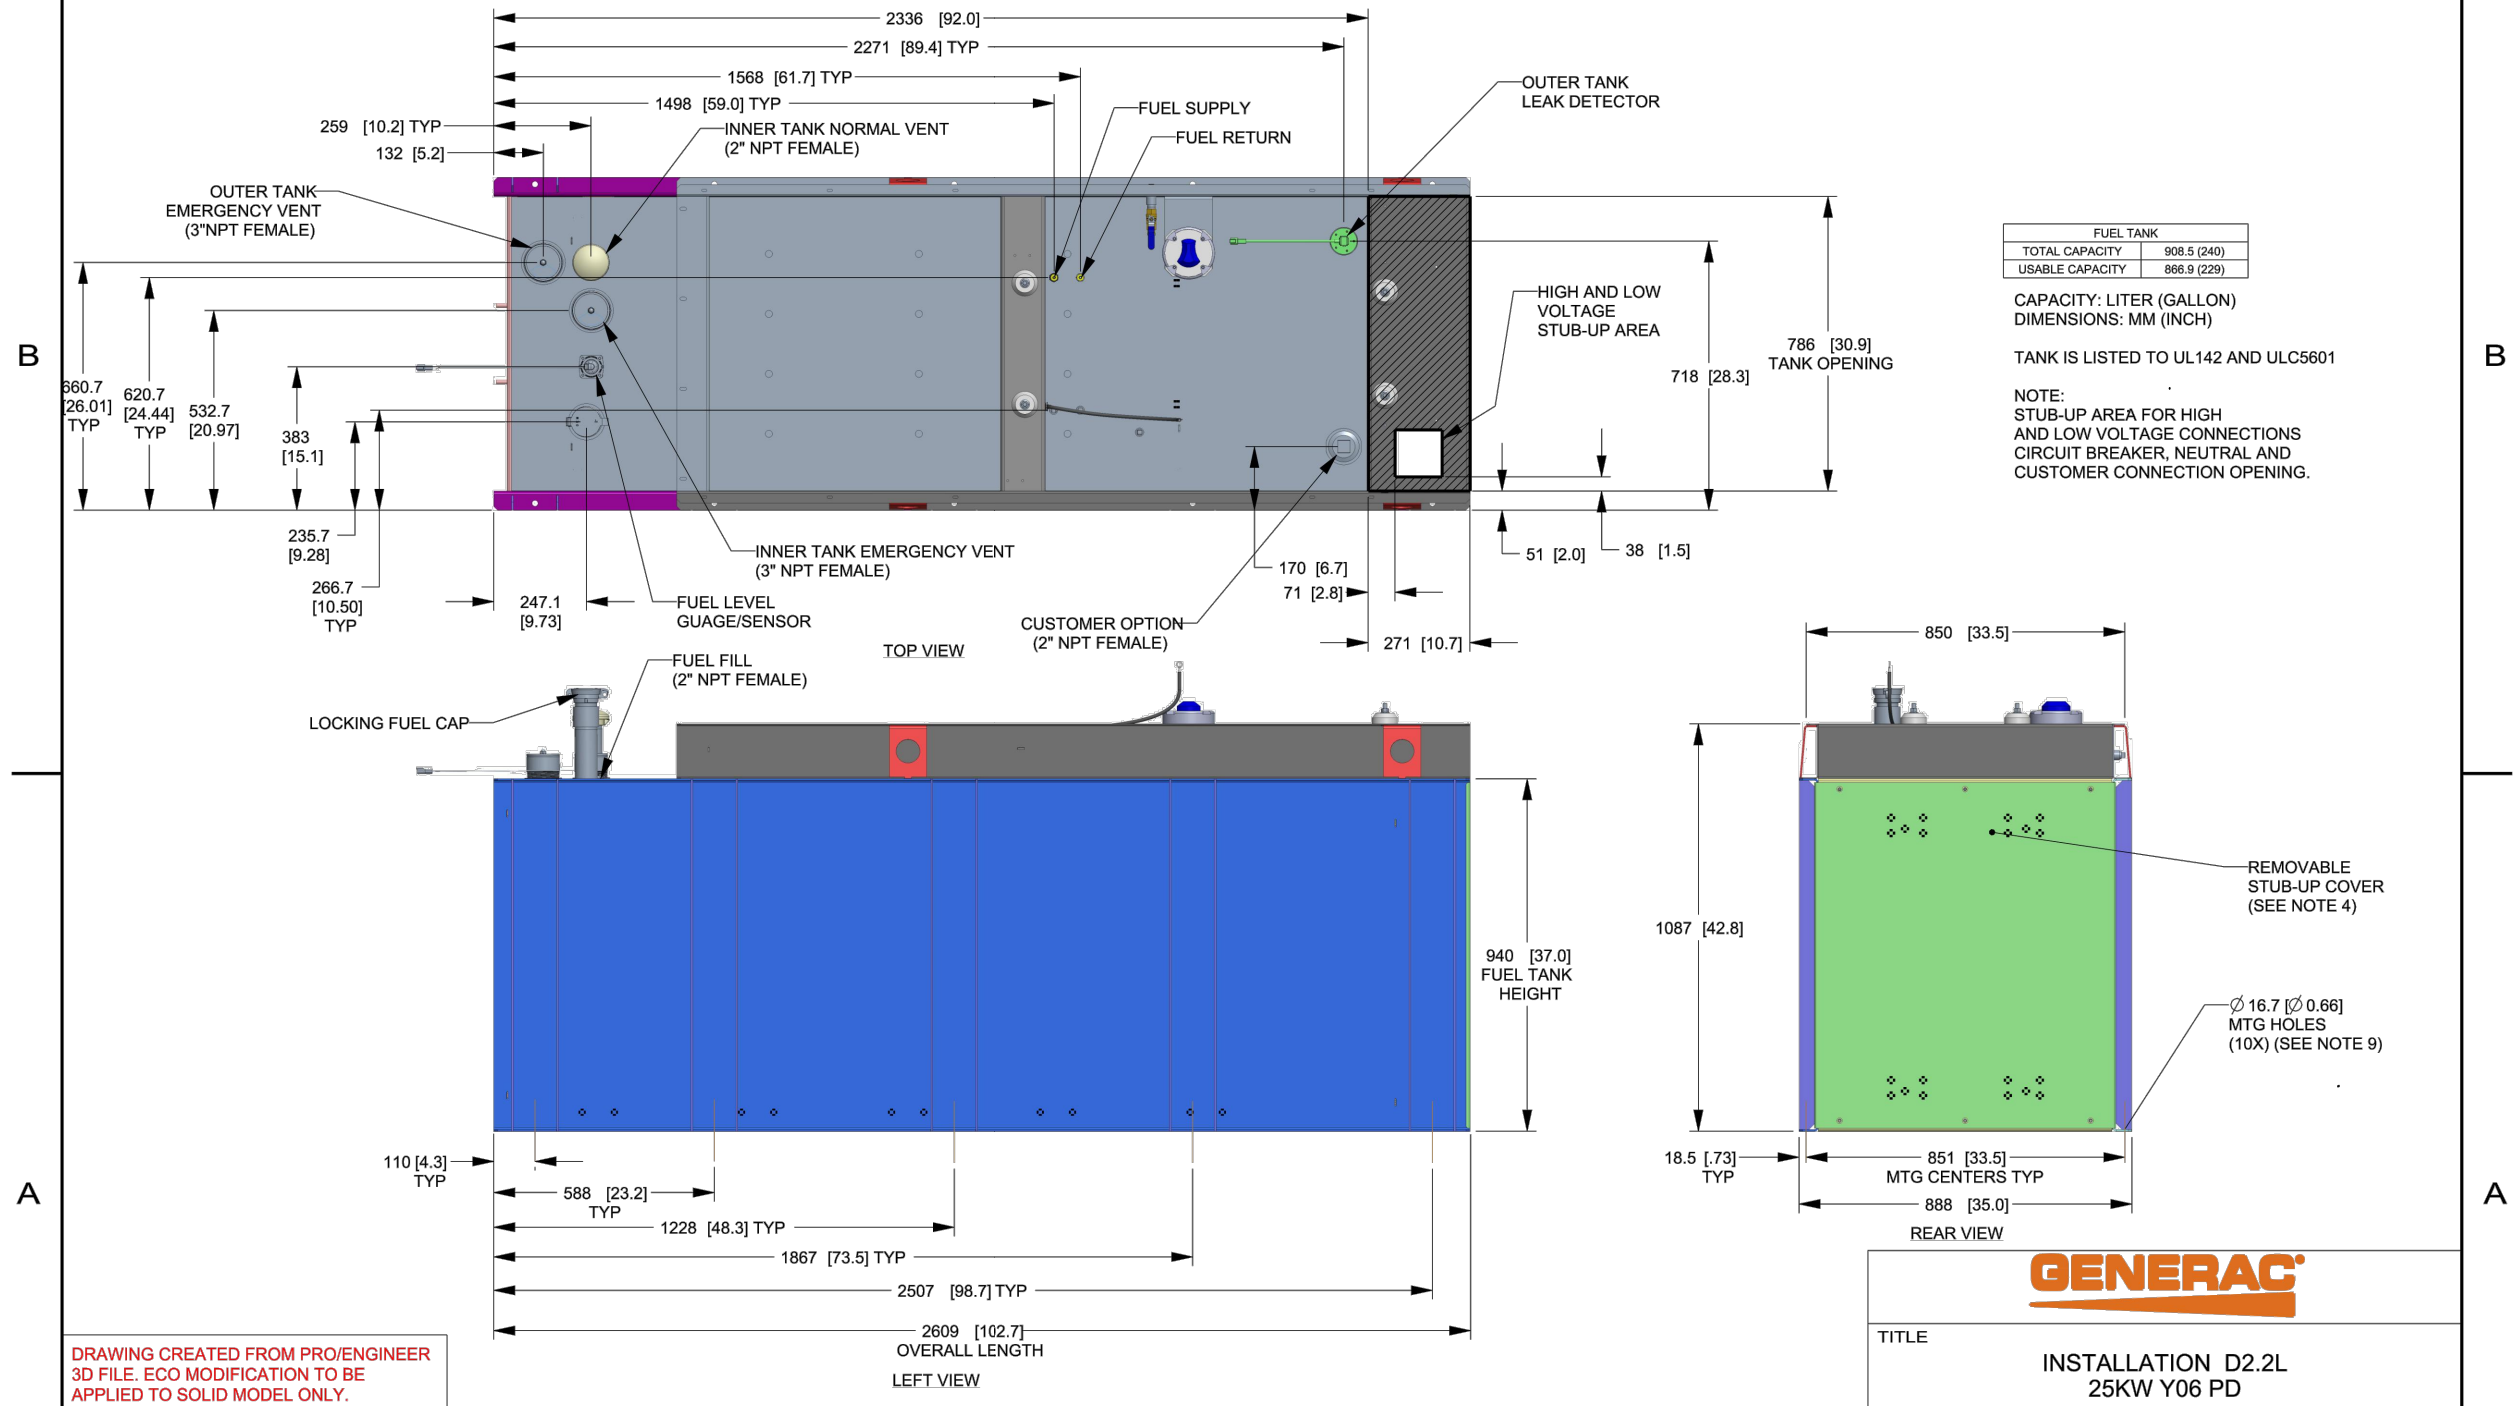 2336 [92.0]
2271 [89.4] TYP
1568 [61.7] TYP
1498 [59.0] TYP
259 [10.2] TYP
132 [5.2]
INNER TANK NORMAL VENT
(2" NPT FEMALE)
FUEL SUPPLY
FUEL RETURN
OUTER TANK
LEAK DETECTOR
OUTER TANK
EMERGENCY VENT
(3"NPT FEMALE)
HIGH AND LOW
VOLTAGE
STUB-UP AREA
786 [30.9]
TANK OPENING
718 [28.3]
FUEL TANK
TOTAL CAPACITY 908.5 (240)
USABLE CAPACITY 866.9 (229)
CAPACITY: LITER (GALLON)
DIMENSIONS: MM (INCH)
TANK IS LISTED TO UL142 AND ULC5601
NOTE:
STUB-UP AREA FOR HIGH
AND LOW VOLTAGE CONNECTIONS
CIRCUIT BREAKER, NEUTRAL AND
CUSTOMER CONNECTION OPENING.
B
B
660.7
[26.01]
TYP
620.7
[24.44]
TYP
532.7
[20.97]
383
[15.1]
235.7
[9.28]
266.7
[10.50]
TYP
247.1
[9.73]
INNER TANK EMERGENCY VENT
(3" NPT FEMALE)
FUEL LEVEL
GUAGE/SENSOR
CUSTOMER OPTION
(2" NPT FEMALE)
170 [6.7]
71 [2.8]
271 [10.7]
51 [2.0]
38 [1.5]
TOP VIEW
FUEL FILL
(2" NPT FEMALE)
LOCKING FUEL CAP
940 [37.0]
FUEL TANK
HEIGHT
110 [4.3]
TYP
588 [23.2]
TYP
1228 [48.3] TYP
1867 [73.5] TYP
2507 [98.7] TYP
2609 [102.7]
OVERALL LENGTH
LEFT VIEW
850 [33.5]
1087 [42.8]
REMOVABLE
STUB-UP COVER
(SEE NOTE 4)
Ø 16.7 [Ø 0.66]
MTG HOLES
(10X) (SEE NOTE 9)
18.5 [.73]
TYP
851 [33.5]
MTG CENTERS TYP
888 [35.0]
REAR VIEW
A
A
GENERAC
TITLE
INSTALLATION D2.2L
25KW Y06 PD
DRAWING CREATED FROM PRO/ENGINEER
3D FILE. ECO MODIFICATION TO BE
APPLIED TO SOLID MODEL ONLY.